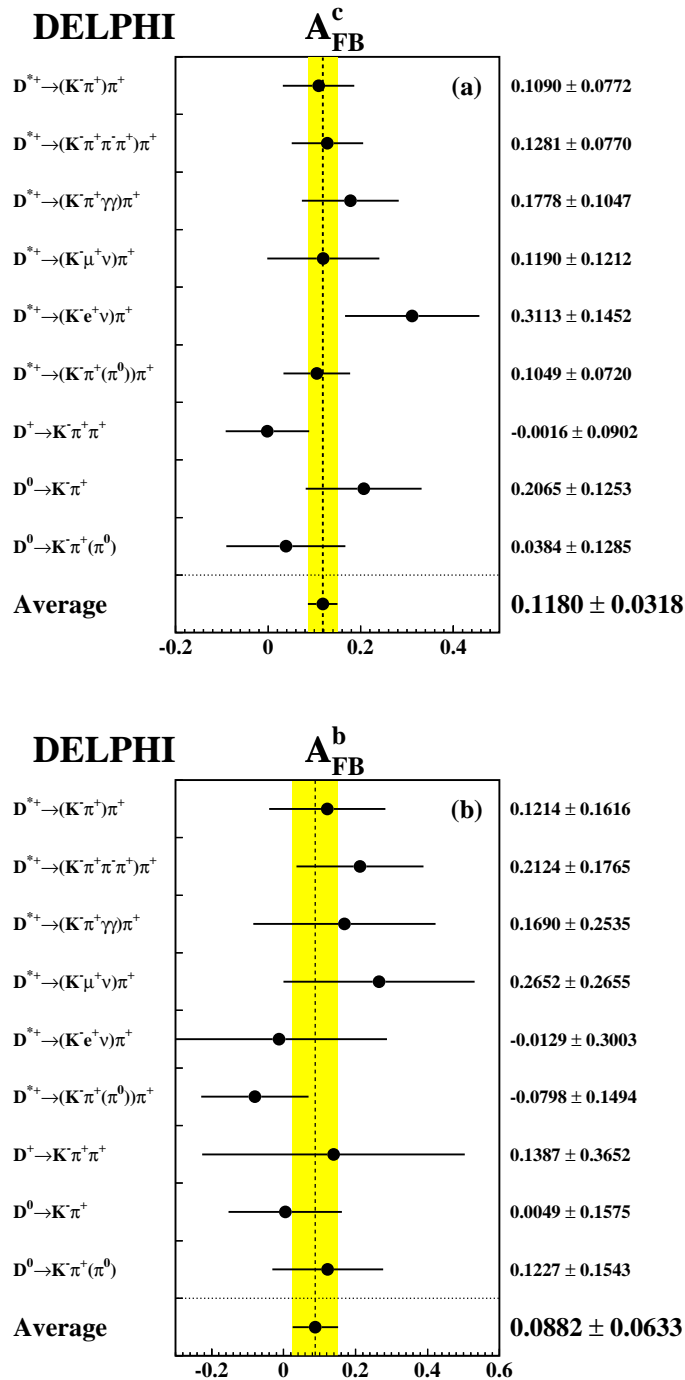 DELPHI A^c_FB
(a)
D*+→(K-π+)π+ 0.1090 ± 0.0772
D*+→(K-π+π-π+)π+ 0.1281 ± 0.0770
D*+→(K-π+γγ)π+ 0.1778 ± 0.1047
D*+→(K-μ+ν)π+ 0.1190 ± 0.1212
D*+→(K-e+ν)π+ 0.3113 ± 0.1452
D*+→(K-π+(π0))π+ 0.1049 ± 0.0720
D+→K-π+π+ -0.0016 ± 0.0902
D0→K-π+ 0.2065 ± 0.1253
D0→K-π+(π0) 0.0384 ± 0.1285
Average 0.1180 ± 0.0318
-0.2 0 0.2 0.4
DELPHI A^b_FB
(b)
D*+→(K-π+)π+ 0.1214 ± 0.1616
D*+→(K-π+π-π+)π+ 0.2124 ± 0.1765
D*+→(K-π+γγ)π+ 0.1690 ± 0.2535
D*+→(K-μ+ν)π+ 0.2652 ± 0.2655
D*+→(K-e+ν)π+ -0.0129 ± 0.3003
D*+→(K-π+(π0))π+ -0.0798 ± 0.1494
D+→K-π+π+ 0.1387 ± 0.3652
D0→K-π+ 0.0049 ± 0.1575
D0→K-π+(π0) 0.1227 ± 0.1543
Average 0.0882 ± 0.0633
-0.2 0 0.2 0.4 0.6